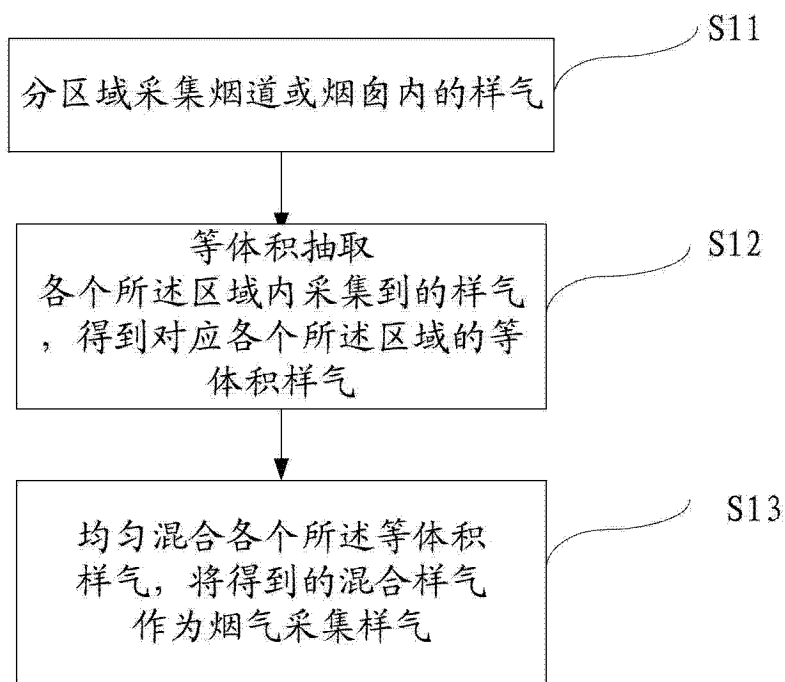 S11
分区域采集烟道或烟囱内的样气
S12
等体积抽取
各个所述区域内采集到的样气
，得到对应各个所述区域的等
体积样气
S13
均匀混合各个所述等体积
样气，将得到的混合样气
作为烟气采集样气